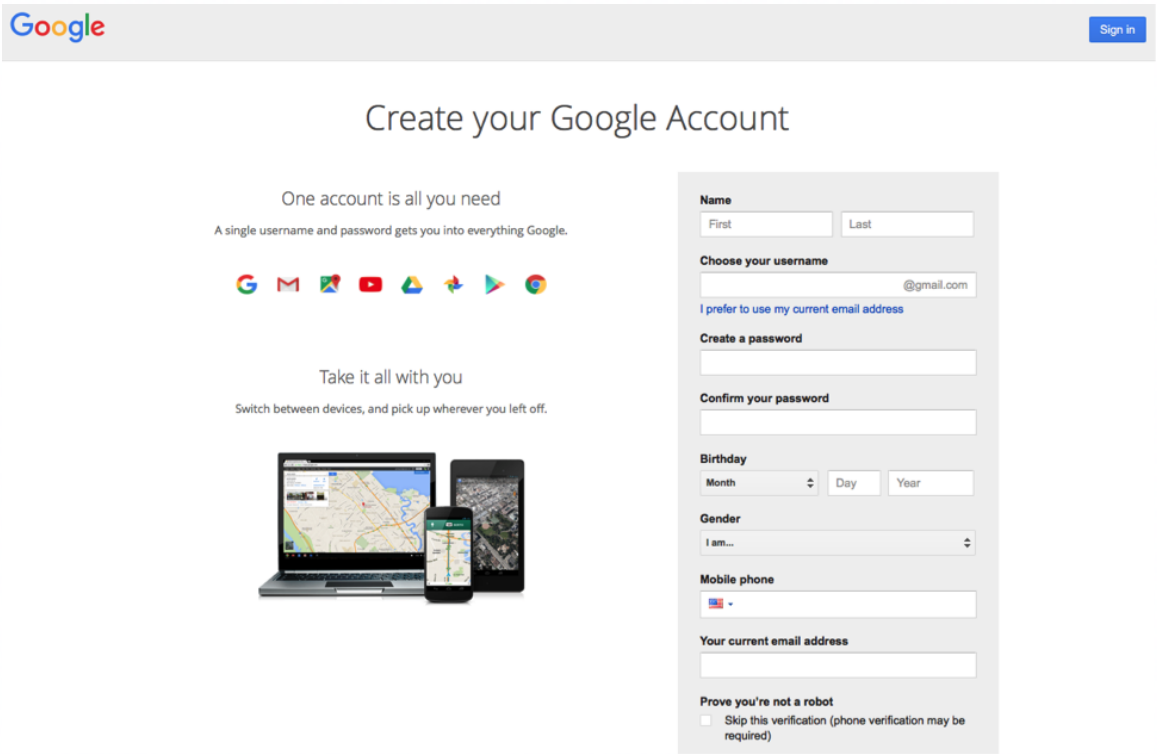 Google
Sign in
Create your Google Account
One account is all you need
A single username and password gets you into everything Google.
Take it all with you
Switch between devices, and pick up wherever you left off.
Name
First Last
Choose your username
@gmail.com
I prefer to use my current email address
Create a password
Confirm your password
Birthday
Month Day Year
Gender
I am...
Mobile phone
Your current email address
Prove you're not a robot
Skip this verification (phone verification may be
required)